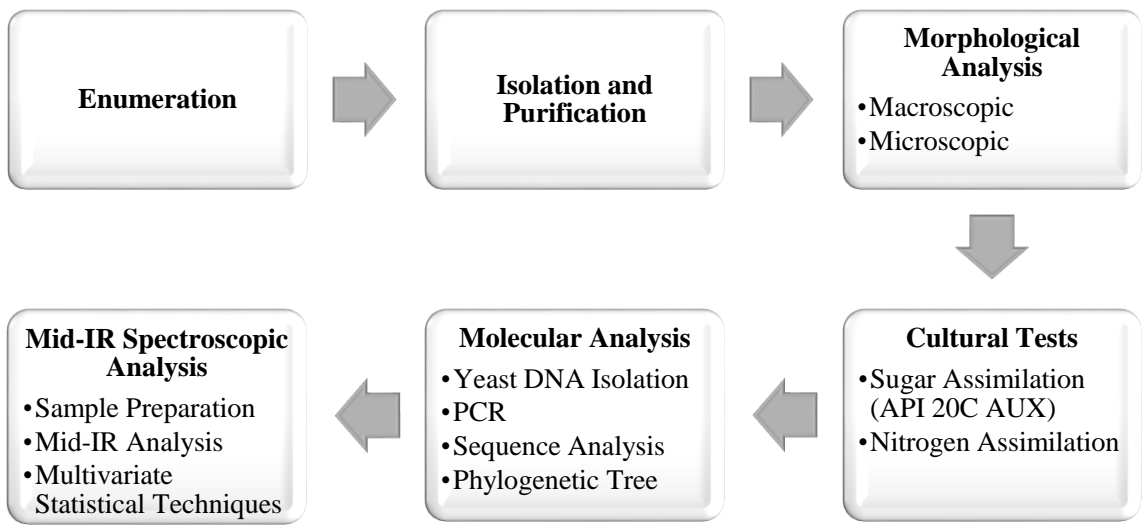 Enumeration
Isolation and
Purification
Morphological
Analysis
•Macroscopic
•Microscopic
Cultural Tests
•Sugar Assimilation
(API 20C AUX)
•Nitrogen Assimilation
Molecular Analysis
•Yeast DNA Isolation
•PCR
•Sequence Analysis
•Phylogenetic Tree
Mid-IR Spectroscopic
Analysis
•Sample Preparation
•Mid-IR Analysis
•Multivariate
Statistical Techniques